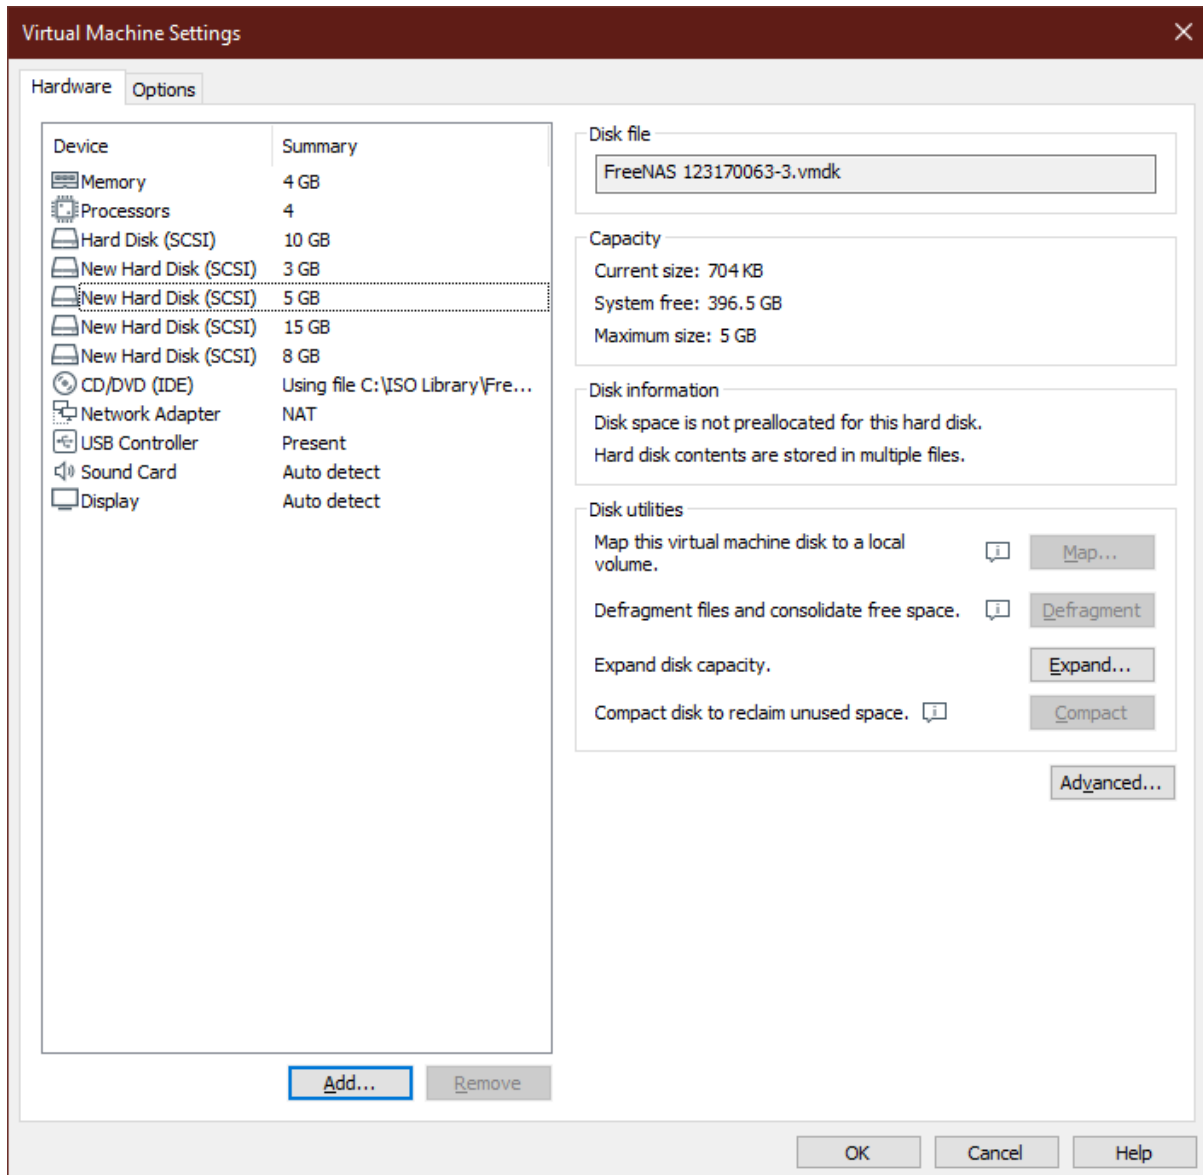 Virtual Machine Settings
Hardware Options
Device Summary
Memory 4 GB
Processors 4
Hard Disk (SCSI) 10 GB
New Hard Disk (SCSI) 3 GB
New Hard Disk (SCSI) 5 GB
New Hard Disk (SCSI) 15 GB
New Hard Disk (SCSI) 8 GB
CD/DVD (IDE) Using file C:\ISO Library\Fre...
Network Adapter NAT
USB Controller Present
Sound Card Auto detect
Display Auto detect
Add... Remove
Disk file
FreeNAS 123170063-3.vmdk
Capacity
Current size: 704 KB
System free: 396.5 GB
Maximum size: 5 GB
Disk information
Disk space is not preallocated for this hard disk.
Hard disk contents are stored in multiple files.
Disk utilities
Map this virtual machine disk to a local
volume.
Map...
Defragment files and consolidate free space. Defragment
Expand disk capacity. Expand...
Compact disk to reclaim unused space. Compact
Advanced...
OK Cancel Help